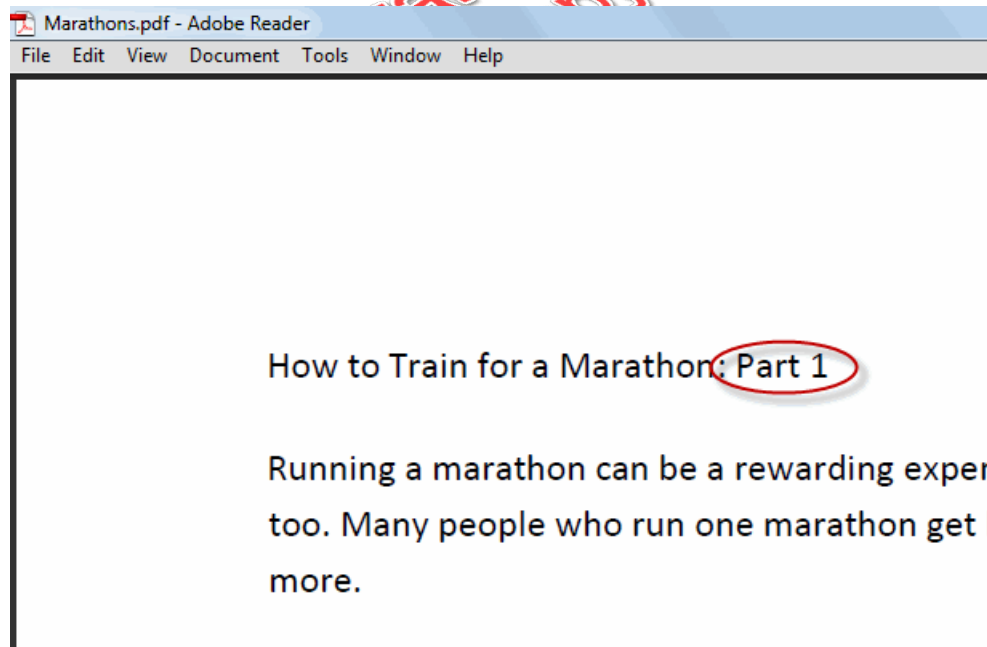 Marathons.pdf - Adobe Reader
File Edit View Document Tools Window Help
How to Train for a Marathon: Part 1
Running a marathon can be a rewarding
too. Many people who run one marathon get
more.